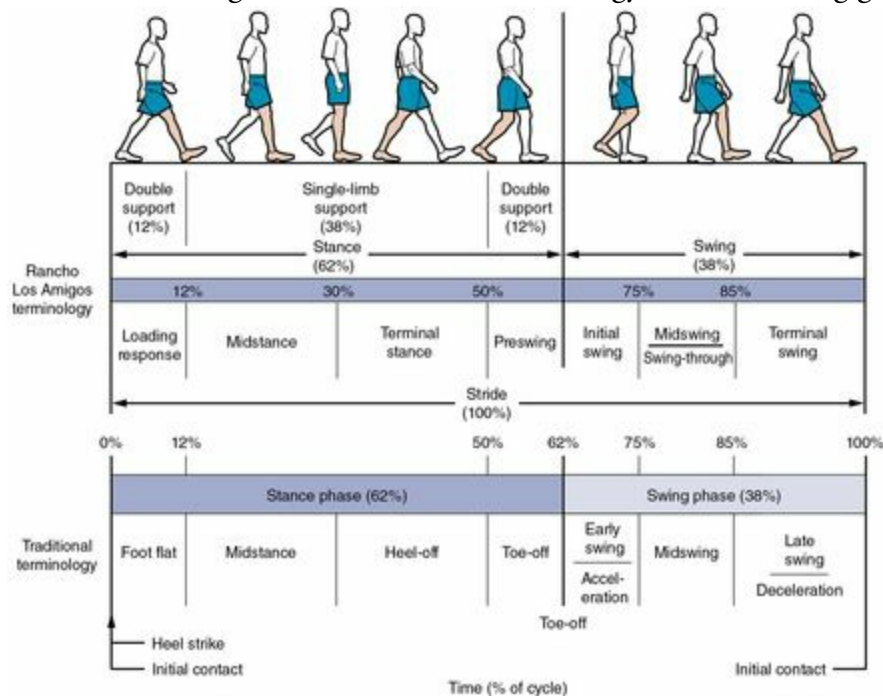 Double
support
(12%)
Single-limb
support
(38%)
Double
support
(12%)
Stance
(62%)
Swing
(38%)
Rancho
Los Amigos
terminology
12%
30%
50%
75%
85%
Loading
response
Midstance
Terminal
stance
Preswing
Initial
swing
Midswing
Swing-through
Terminal
swing
Stride
(100%)
0%
12%
50%
62%
75%
85%
100%
Stance phase (62%)
Swing phase (38%)
Traditional
terminology
Foot flat
Midstance
Heel-off
Toe-off
Early
swing
Accel-
eration
Midswing
Late
swing
Deceleration
Toe-off
Heel strike
Initial contact
Initial contact
Time (% of cycle)